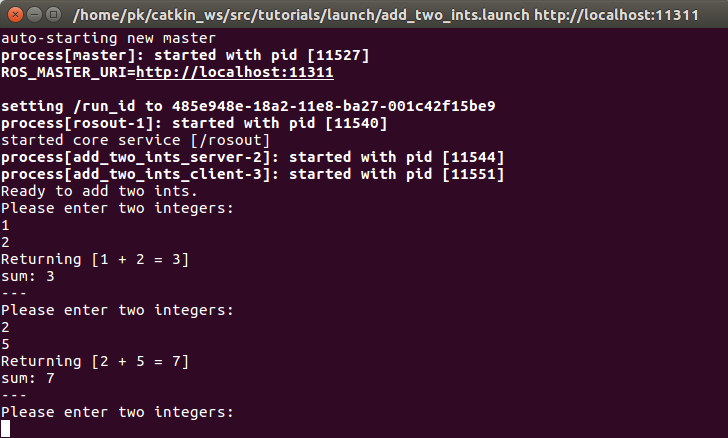 /home/pk/catkin_ws/src/tutorials/launch/add_two_ints.launch http://localhost:11311
auto-starting new master
process[master]: started with pid [11527]
ROS_MASTER_URI=http://localhost:11311
setting /run_id to 485e948e-18a2-11e8-ba27-001c42f15be9
process[rosout-1]: started with pid [11540]
started core service [/rosout]
process[add_two_ints_server-2]: started with pid [11544]
process[add_two_ints_client-3]: started with pid [11551]
Ready to add two ints.
Please enter two integers:
1
2
Returning [1 + 2 = 3]
sum: 3
---
Please enter two integers:
2
5
Returning [2 + 5 = 7]
sum: 7
---
Please enter two integers: